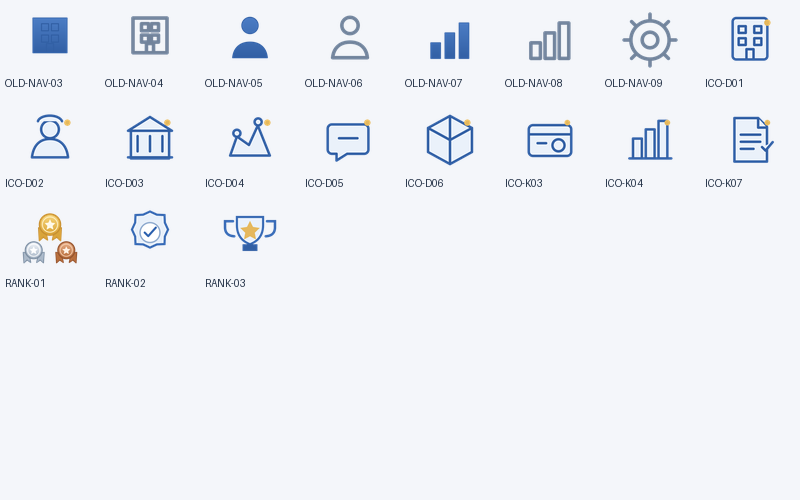 OLD-NAV-03 OLD-NAV-04 OLD-NAV-05 OLD-NAV-06 OLD-NAV-07 OLD-NAV-08 OLD-NAV-09 ICO-D01
ICO-D02 ICO-D03 ICO-D04 ICO-D05 ICO-D06 ICO-K03 ICO-K04 ICO-K07
RANK-01 RANK-02 RANK-03